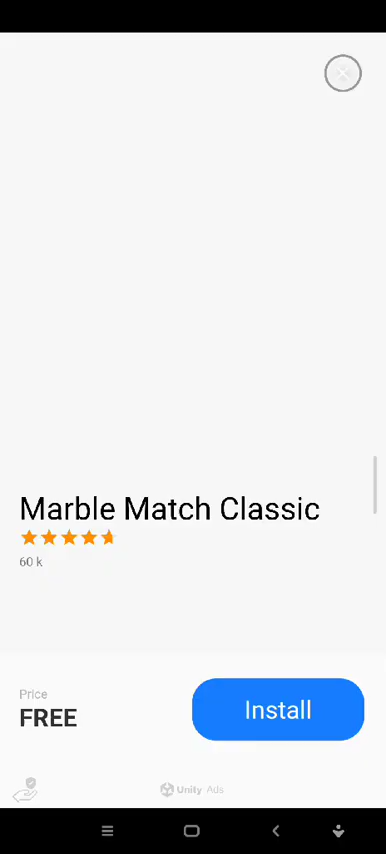 Marble Match Classic
60 k
Price
FREE
Install
Unity Ads